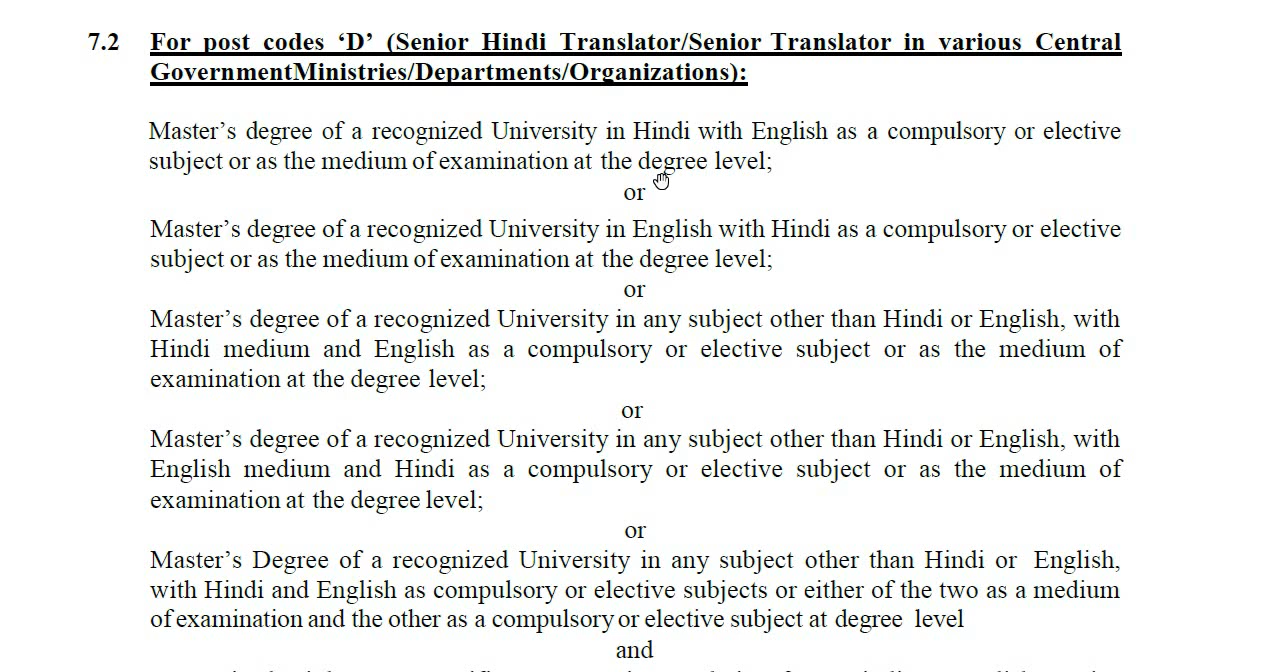 7.2 For post codes ‘D’ (Senior Hindi Translator/Senior Translator in various Central
GovernmentMinistries/Departments/Organizations):
Master’s degree of a recognized University in Hindi with English as a compulsory or elective
subject or as the medium of examination at the degree level;
or
Master’s degree of a recognized University in English with Hindi as a compulsory or elective
subject or as the medium of examination at the degree level;
or
Master’s degree of a recognized University in any subject other than Hindi or English, with
Hindi medium and English as a compulsory or elective subject or as the medium of
examination at the degree level;
or
Master’s degree of a recognized University in any subject other than Hindi or English, with
English medium and Hindi as a compulsory or elective subject or as the medium of
examination at the degree level;
or
Master’s Degree of a recognized University in any subject other than Hindi or English,
with Hindi and English as compulsory or elective subjects or either of the two as a medium
of examination and the other as a compulsory or elective subject at degree level
and